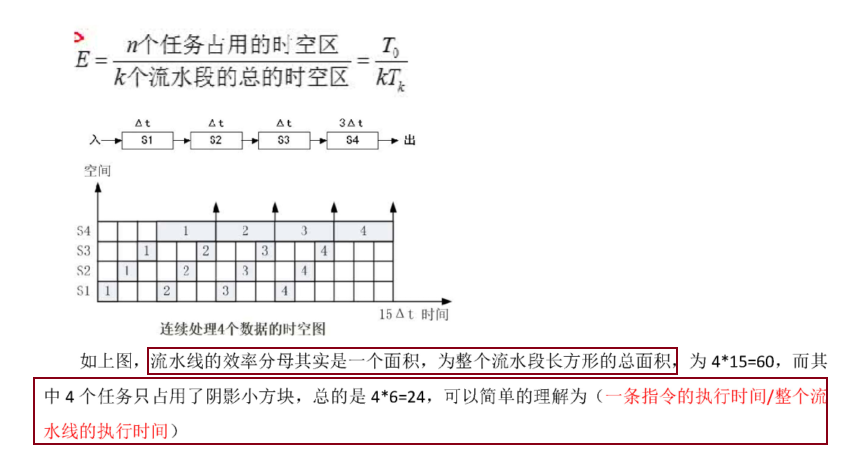 E = n个任务占用的时空区 / k个流水段的总的时空区 = T₀ / kTₖ
Δt Δt Δt 3Δt
入 S1 S2 S3 S4 出
空间
S4 1 2 3 4
S3 1 2 3 4
S2 1 2 3 4
S1 1 2 3 4
15Δt 时间
连续处理4个数据的时空图
如上图，流水线的效率分母其实是一个面积，为整个流水段长方形的总面积，为 4*15=60，而其
中 4 个任务只占用了阴影小方块，总的是 4*6=24，可以简单的理解为（一条指令的执行时间/整个流
水线的执行时间）